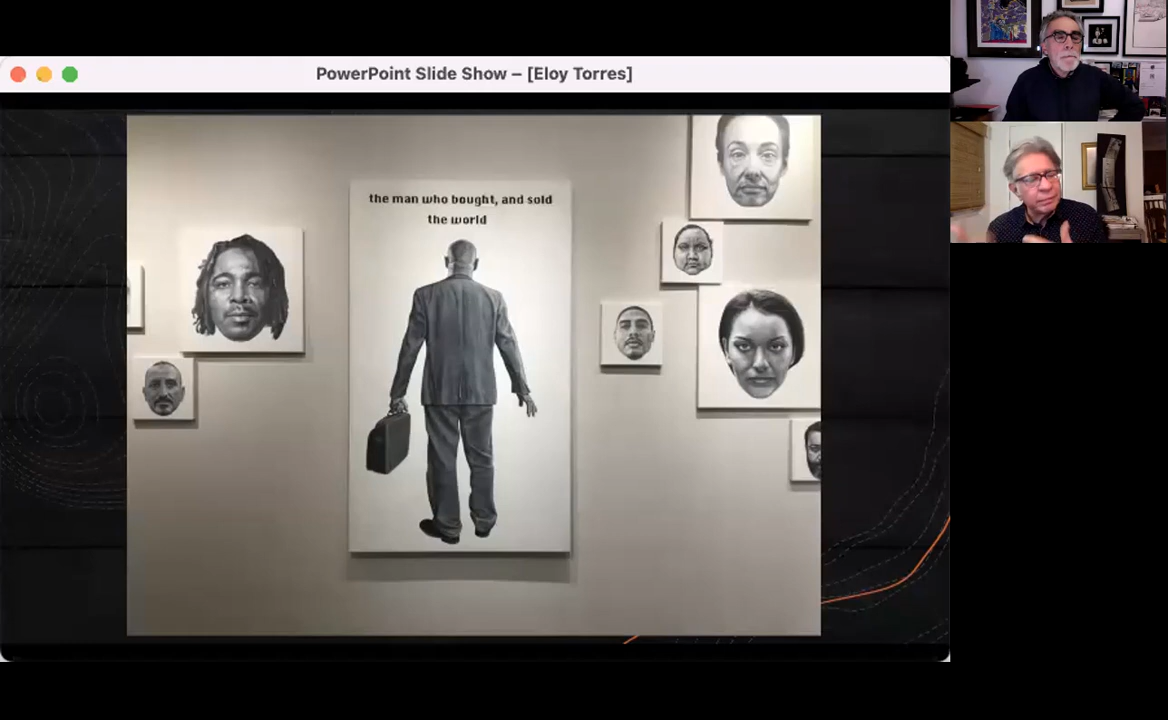 PowerPoint Slide Show – [Eloy Torres]
the man who bought, and sold
the world